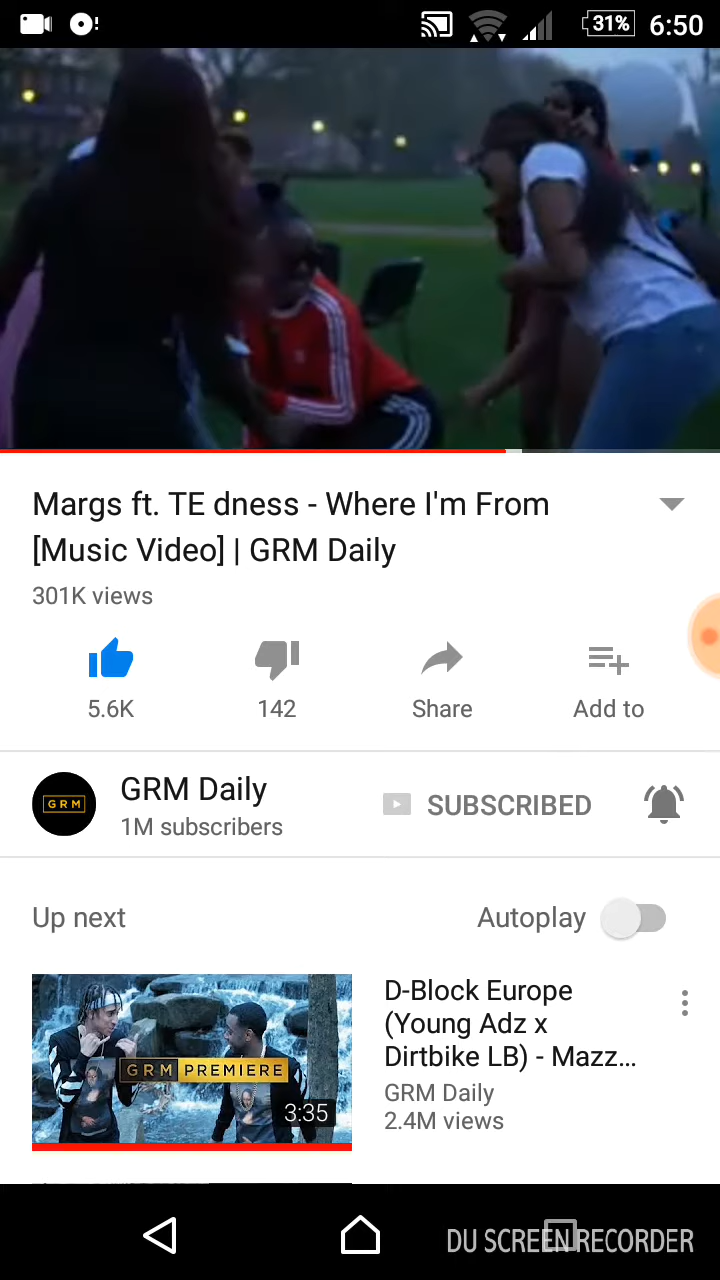 31% 6:50
Margs ft. TE dness - Where I'm From
[Music Video] | GRM Daily
301K views
5.6K 142 Share Add to
GRM
GRM Daily
1M subscribers
SUBSCRIBED
Up next Autoplay
GRM PREMIERE
3:35
D-Block Europe
(Young Adz x
Dirtbike LB) - Mazz...
GRM Daily
2.4M views
DU SCREEN RECORDER